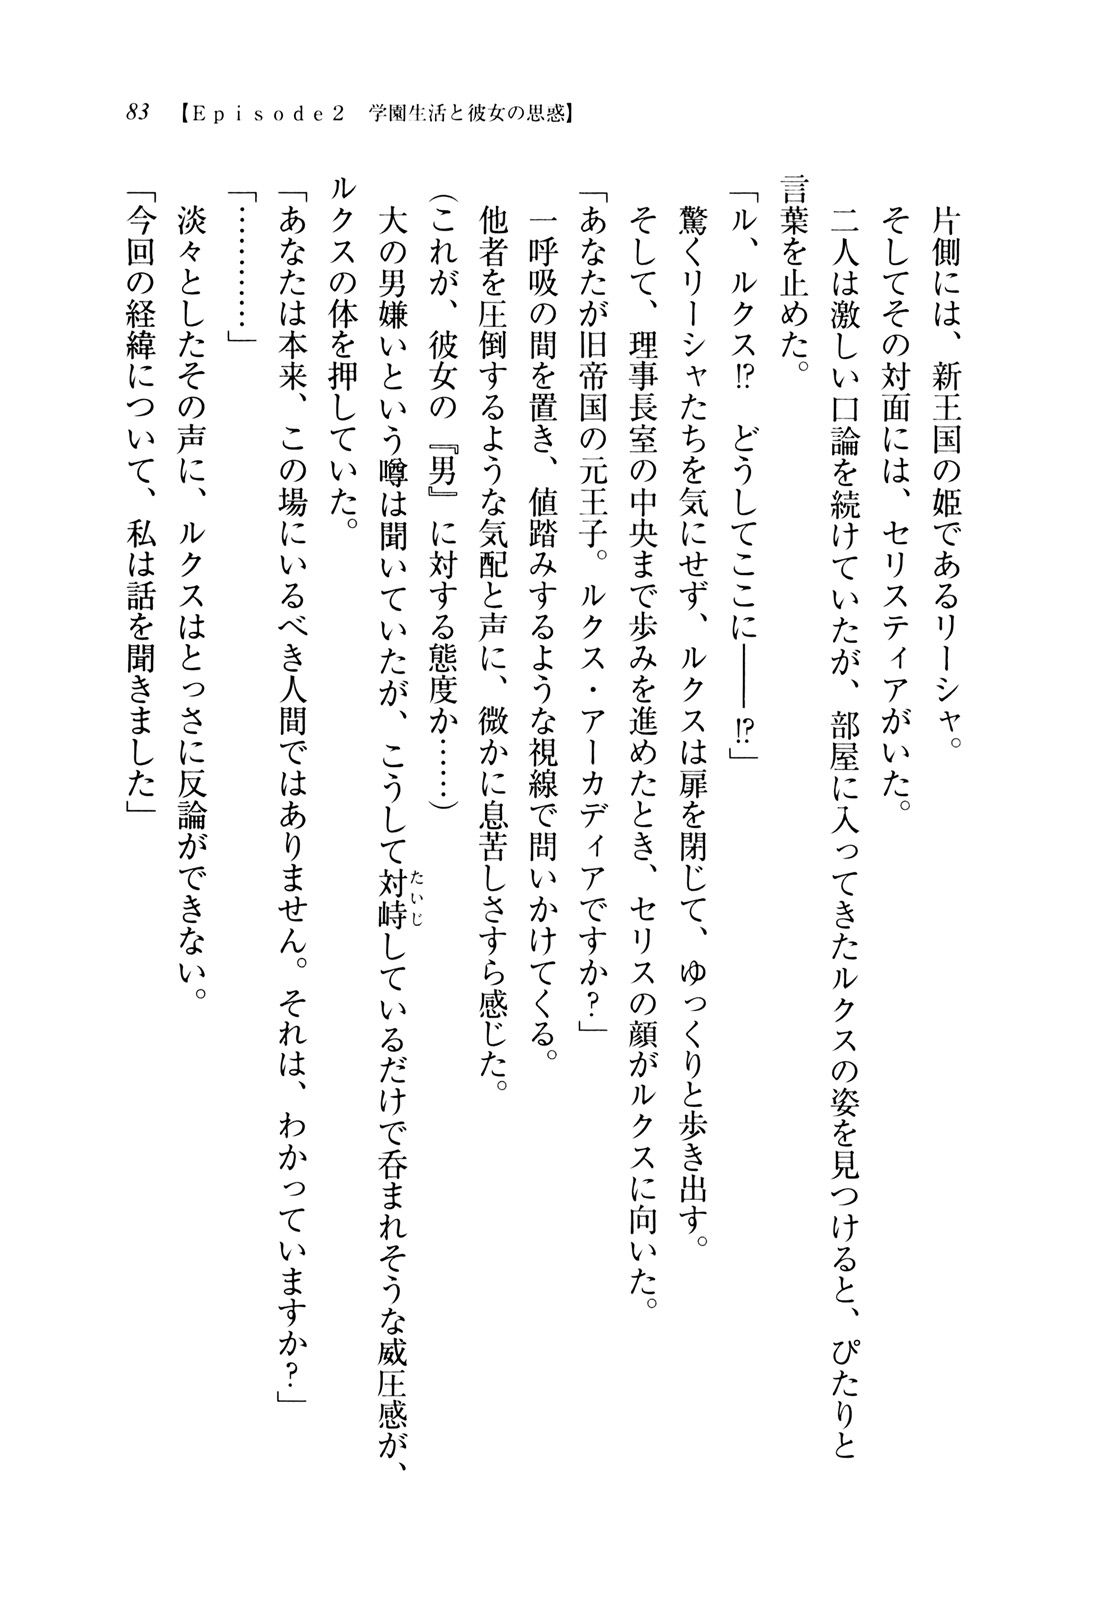 83 【Ｅｐｉｓｏｄｅ２　学園生活と彼女の思惑】
　片側には、新王国の姫であるリーシャ。
　そしてその対面には、セリスティアがいた。
　二人は激しい口論を続けていたが、部屋に入ってきたルクスの姿を見つけると、ぴたりと
言葉を止めた。
「ル、ルクス!?　どうしてここに――!?」
　驚くリーシャたちを気にせず、ルクスは扉を閉じて、ゆっくりと歩き出す。
　そして、理事長室の中央まで歩みを進めたとき、セリスの顔がルクスに向いた。
「あなたが旧帝国の元王子。ルクス・アーカディアですか？」
　一呼吸の間を置き、値踏みするような視線で問いかけてくる。
　他者を圧倒するような気配と声に、微かに息苦しさすら感じた。
（これが、彼女の『男』に対する態度か……）
　大の男嫌いという噂は聞いていたが、こうして対峙しているだけで呑まれそうな威圧感が、
たいじ
ルクスの体を押していた。
「あなたは本来、この場にいるべき人間ではありません。それは、わかっていますか？」
「…………」
　淡々としたその声に、ルクスはとっさに反論ができない。
「今回の経緯について、私は話を聞きました」